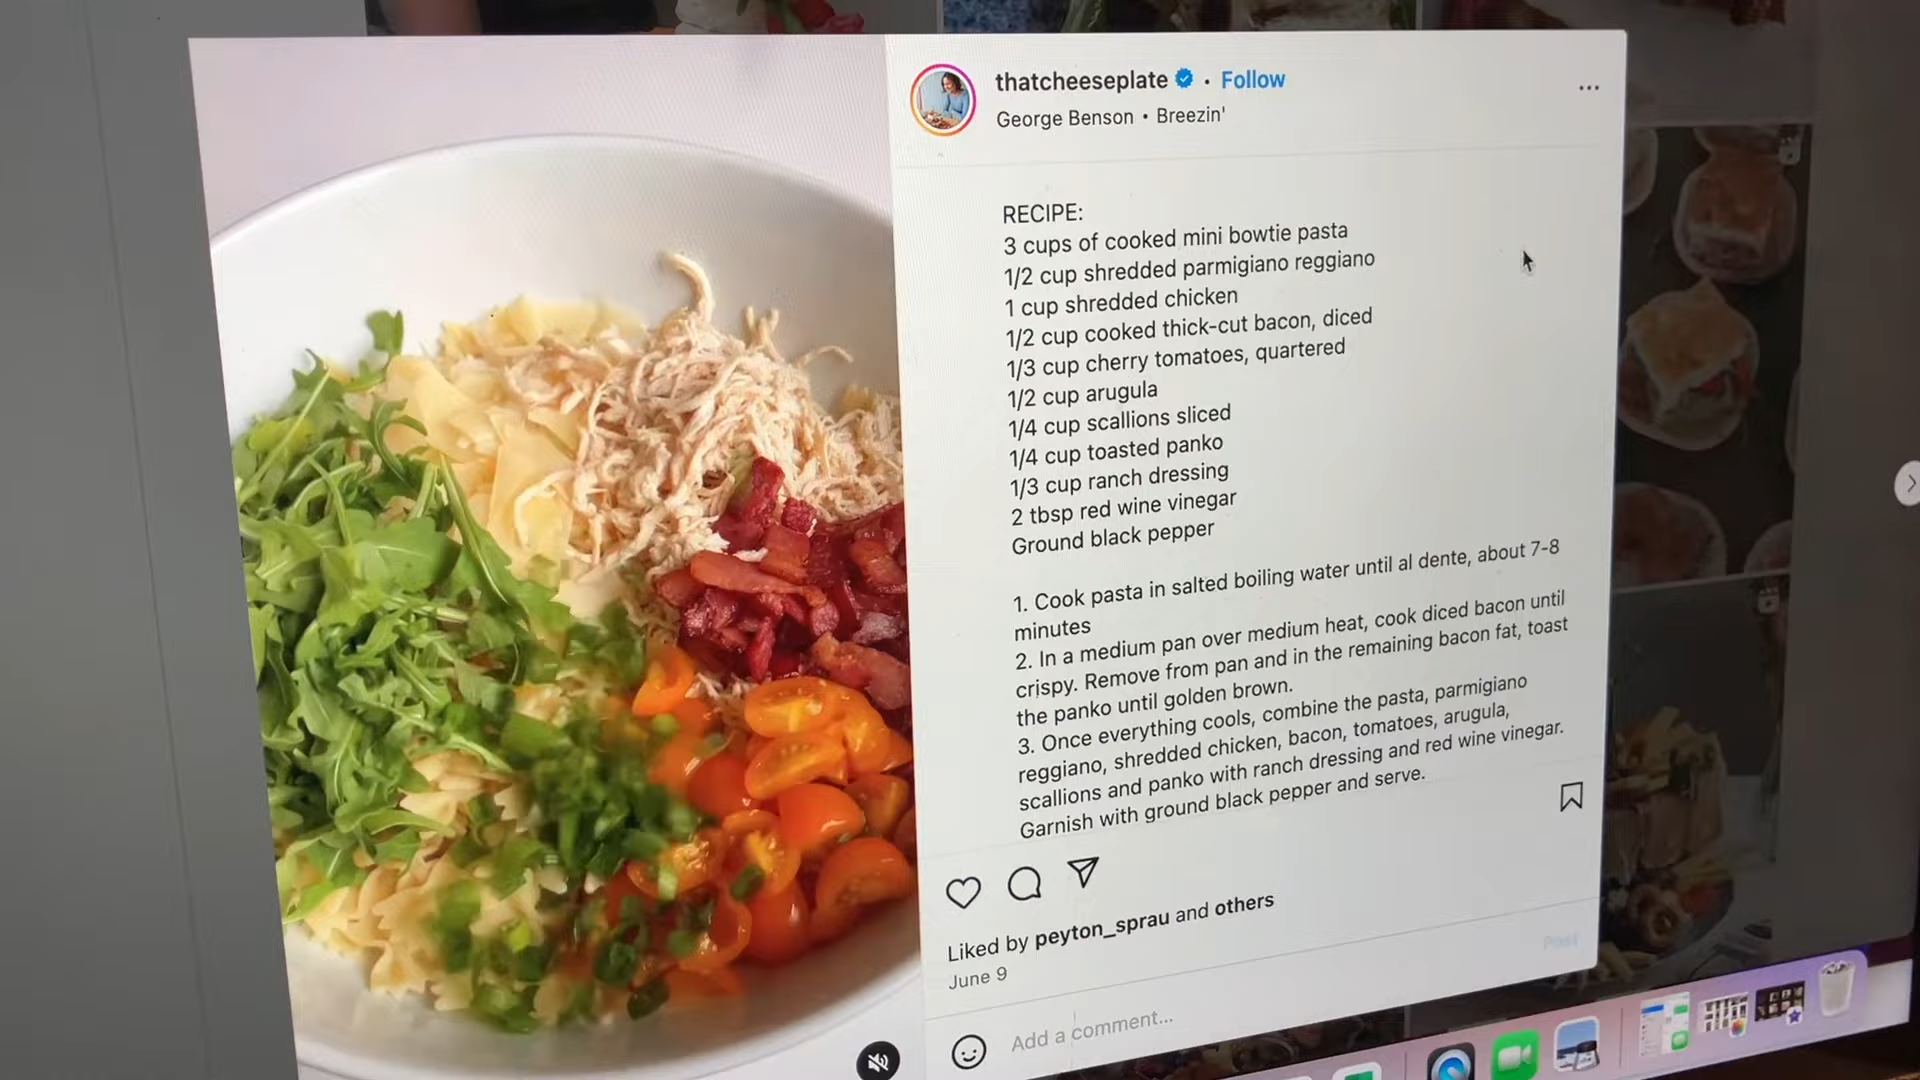 thatcheeseplate • Follow
George Benson • Breezin'
RECIPE:
3 cups of cooked mini bowtie pasta
1/2 cup shredded parmigiano reggiano
1 cup shredded chicken
1/2 cup cooked thick-cut bacon, diced
1/3 cup cherry tomatoes, quartered
1/2 cup arugula
1/4 cup scallions sliced
1/4 cup toasted panko
1/3 cup ranch dressing
2 tbsp red wine vinegar
Ground black pepper
1. Cook pasta in salted boiling water until al dente, about 7-8
minutes
2. In a medium pan over medium heat, cook diced bacon until
crispy. Remove from pan and in the remaining bacon fat, toast
the panko until golden brown.
3. Once everything cools, combine the pasta, parmigiano
reggiano, shredded chicken, bacon, tomatoes, arugula,
scallions and panko with ranch dressing and red wine vinegar.
Garnish with ground black pepper and serve.
Liked by peyton_sprau and others
June 9
Post
Add a comment...